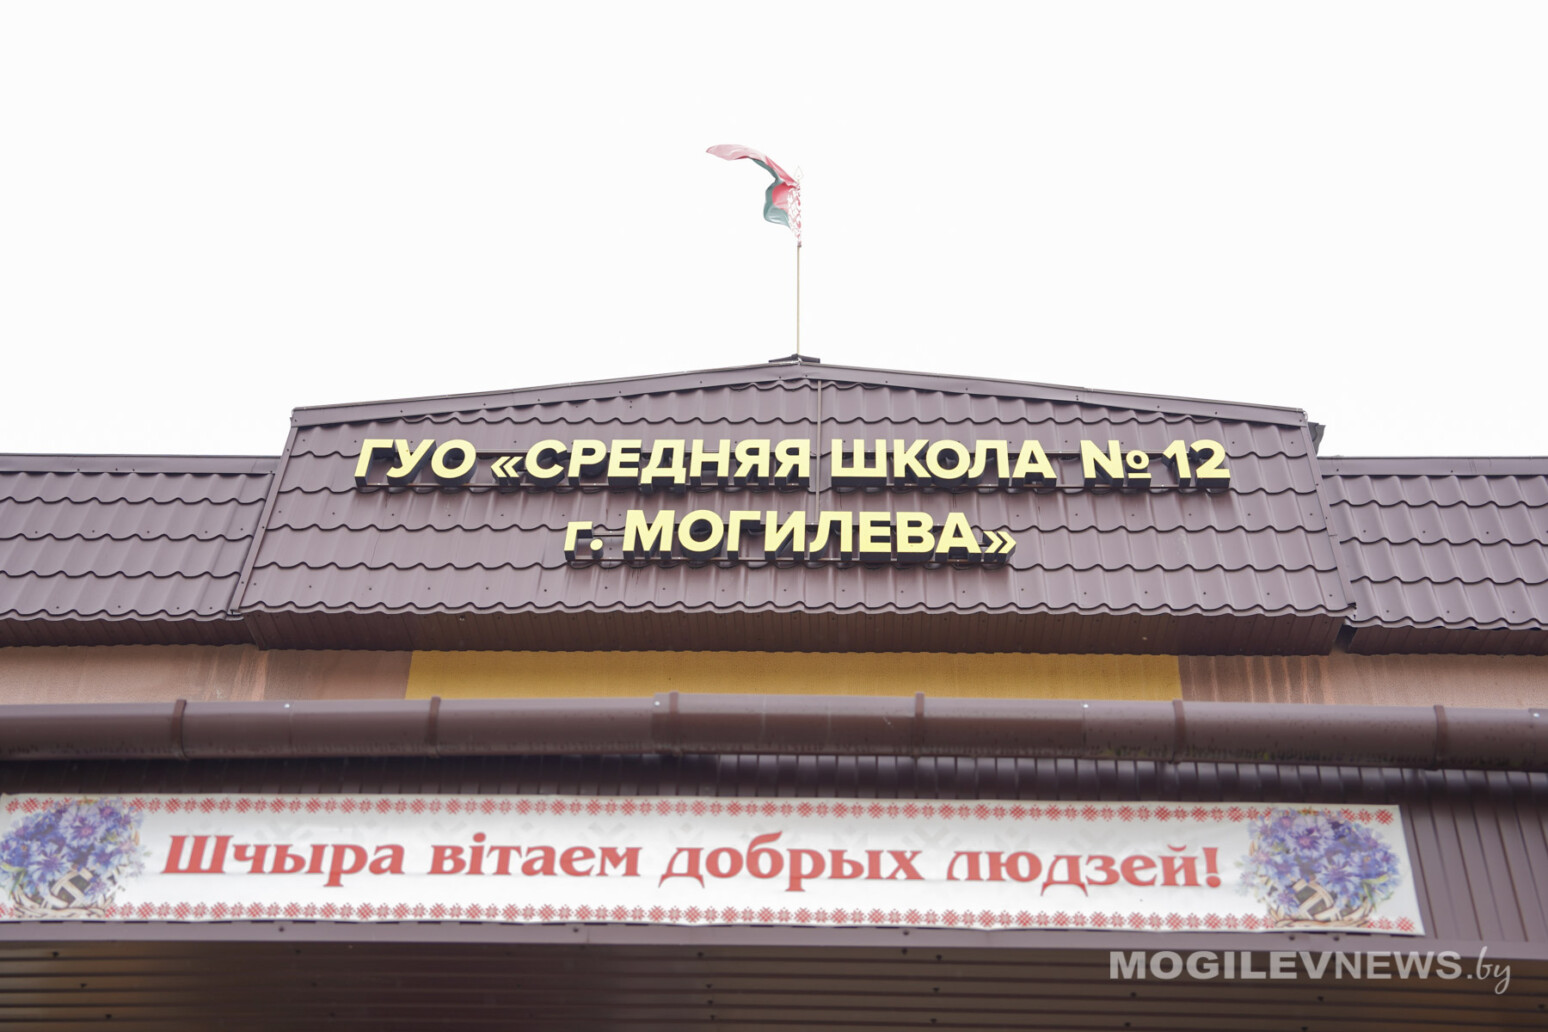 ГУО «СРЕДНЯЯ ШКОЛА № 12
г. МОГИЛЕВА»
Шчыра вітаем добрых людзей!
MOGILEVNEWS.by